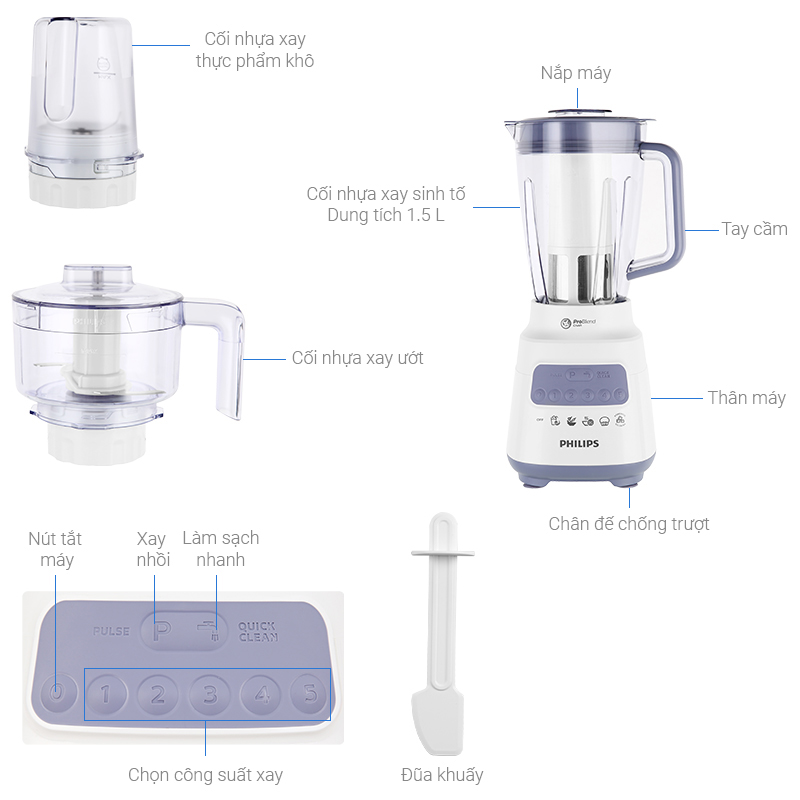 Cối nhựa xay
thực phẩm khô
Nắp máy
Cối nhựa xay sinh tố
Dung tích 1.5 L
Tay cầm
Cối nhựa xay ướt
ProBlend
Thân máy
P
PHILIPS
Chân đế chống trượt
Nút tắt
máy
Xay
nhồi
Làm sạch
nhanh
PULSE P QUICK
CLEAN
0 1 2 3 4 5
Chọn công suất xay
Đũa khuấy